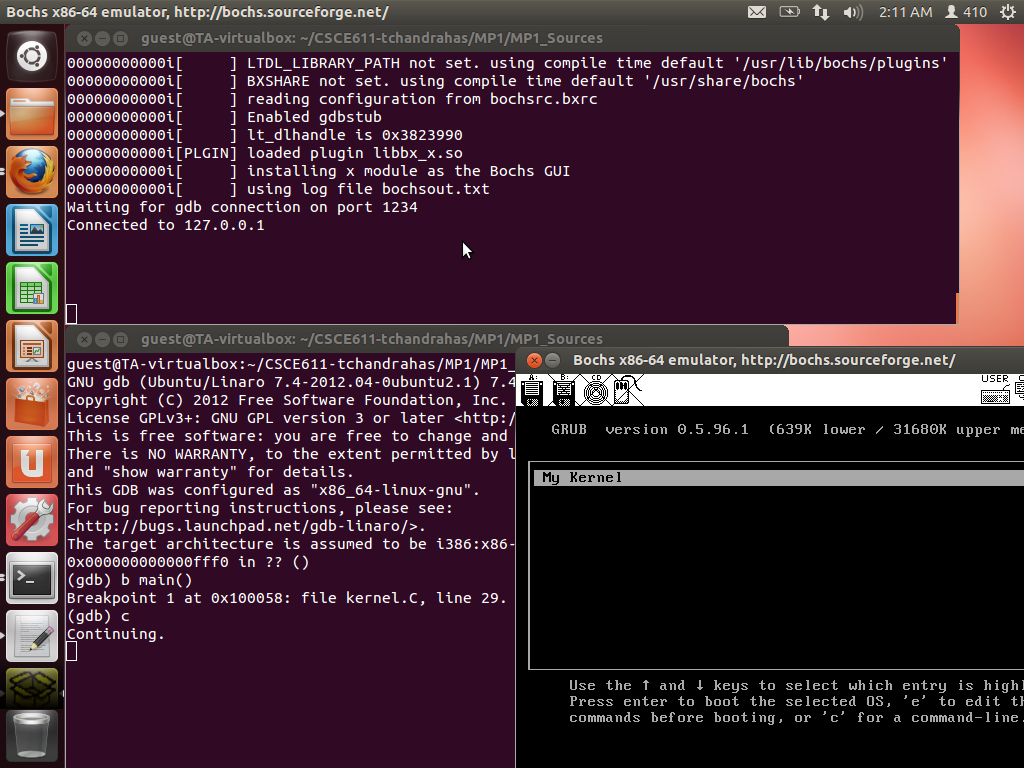 Bochs x86-64 emulator, http://bochs.sourceforge.net/
2:11 AM
410
guest@TA-virtualbox: ~/CSCE611-tchandrahas/MP1/MP1_Sources
00000000000i[      ] LTDL_LIBRARY_PATH not set. using compile time default '/usr/lib/bochs/plugins'
00000000000i[      ] BXSHARE not set. using compile time default '/usr/share/bochs'
00000000000i[      ] reading configuration from bochsrc.bxrc
00000000000i[      ] Enabled gdbstub
00000000000i[      ] lt_dlhandle is 0x3823990
00000000000i[PLGIN] loaded plugin libbx_x.so
00000000000i[      ] installing x module as the Bochs GUI
00000000000i[      ] using log file bochsout.txt
Waiting for gdb connection on port 1234
Connected to 127.0.0.1
guest@TA-virtualbox: ~/CSCE611-tchandrahas/MP1/MP1_Sources
guest@TA-virtualbox:~/CSCE611-tchandrahas/MP1/MP1_
GNU gdb (Ubuntu/Linaro 7.4-2012.04-0ubuntu2.1) 7.4
Copyright (C) 2012 Free Software Foundation, Inc.
License GPLv3+: GNU GPL version 3 or later <http:/
This is free software: you are free to change and
There is NO WARRANTY, to the extent permitted by l
and "show warranty" for details.
This GDB was configured as "x86_64-linux-gnu".
For bug reporting instructions, please see:
<http://bugs.launchpad.net/gdb-linaro/>.
The target architecture is assumed to be i386:x86-
0x000000000000fff0 in ?? ()
(gdb) b main()
Breakpoint 1 at 0x100058: file kernel.C, line 29.
(gdb) c
Continuing.
Bochs x86-64 emulator, http://bochs.sourceforge.net/
A: B: CD USER
GRUB version 0.5.96.1 (639K lower / 31680K upper me
My Kernel
Use the ↑ and ↓ keys to select which entry is highl
Press enter to boot the selected OS, 'e' to edit th
commands before booting, or 'c' for a command-line.